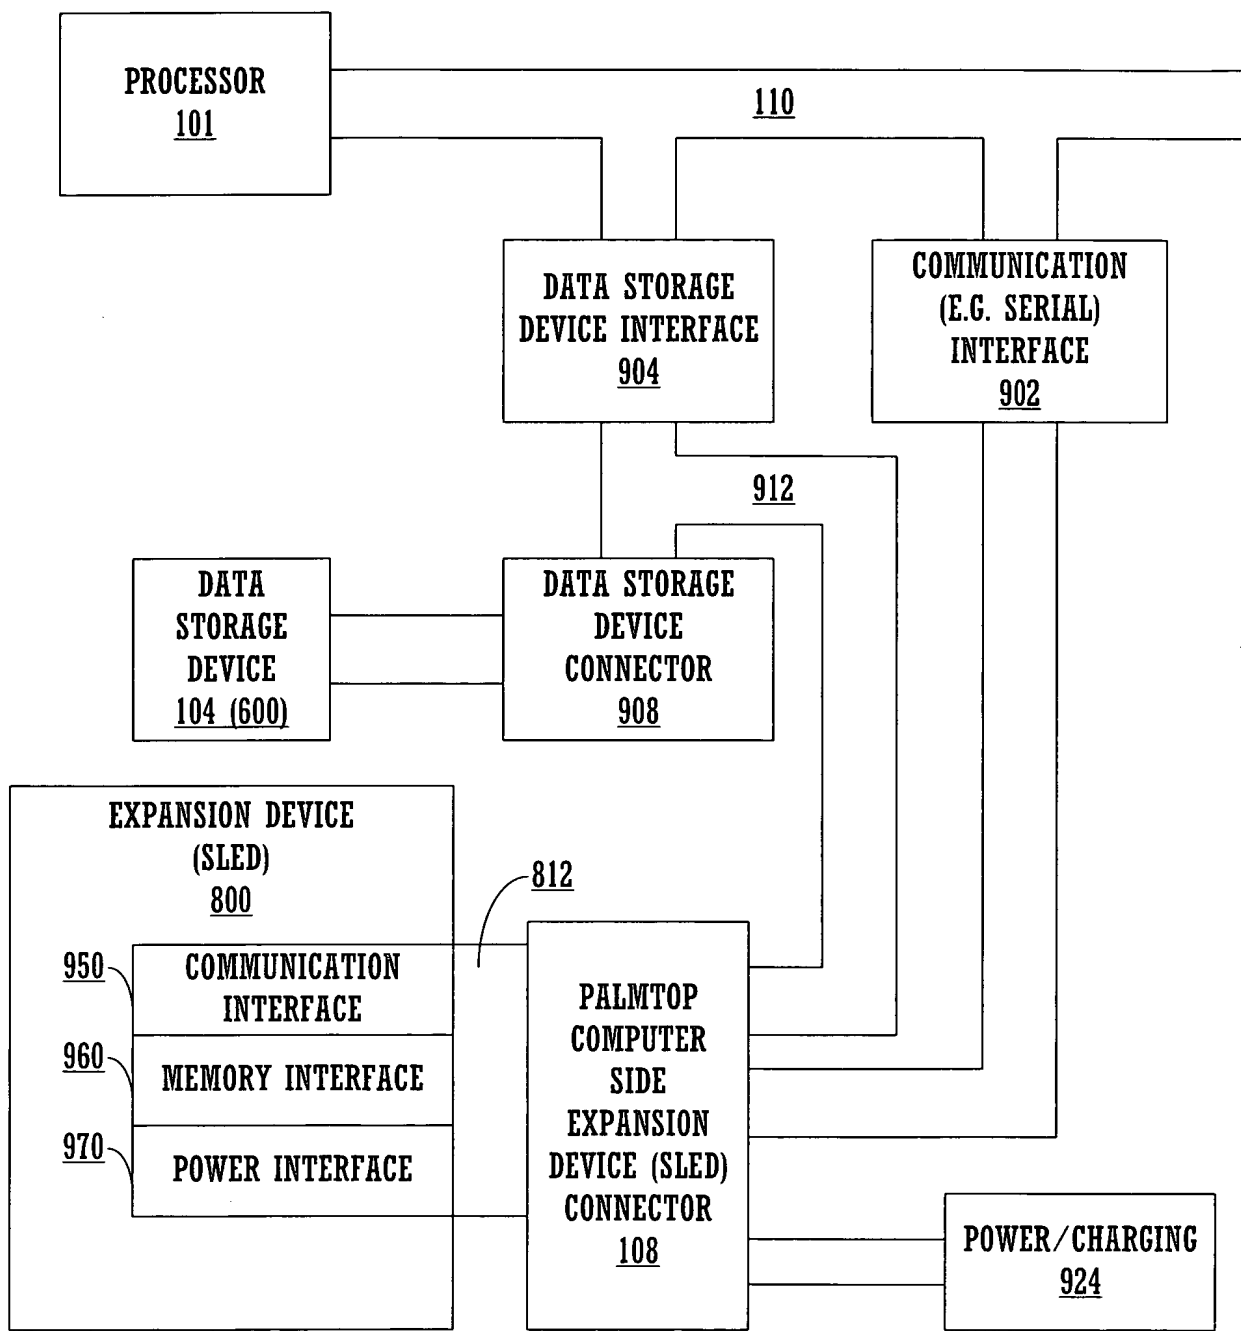 PROCESSOR
101
110
DATA STORAGE
DEVICE INTERFACE
904
COMMUNICATION
(E.G. SERIAL)
INTERFACE
902
912
DATA
STORAGE
DEVICE
104 (600)
DATA STORAGE
DEVICE
CONNECTOR
908
EXPANSION DEVICE
(SLED)
800
812
950
COMMUNICATION
INTERFACE
960
MEMORY INTERFACE
970
POWER INTERFACE
PALMTOP
COMPUTER
SIDE
EXPANSION
DEVICE (SLED)
CONNECTOR
108
POWER/CHARGING
924